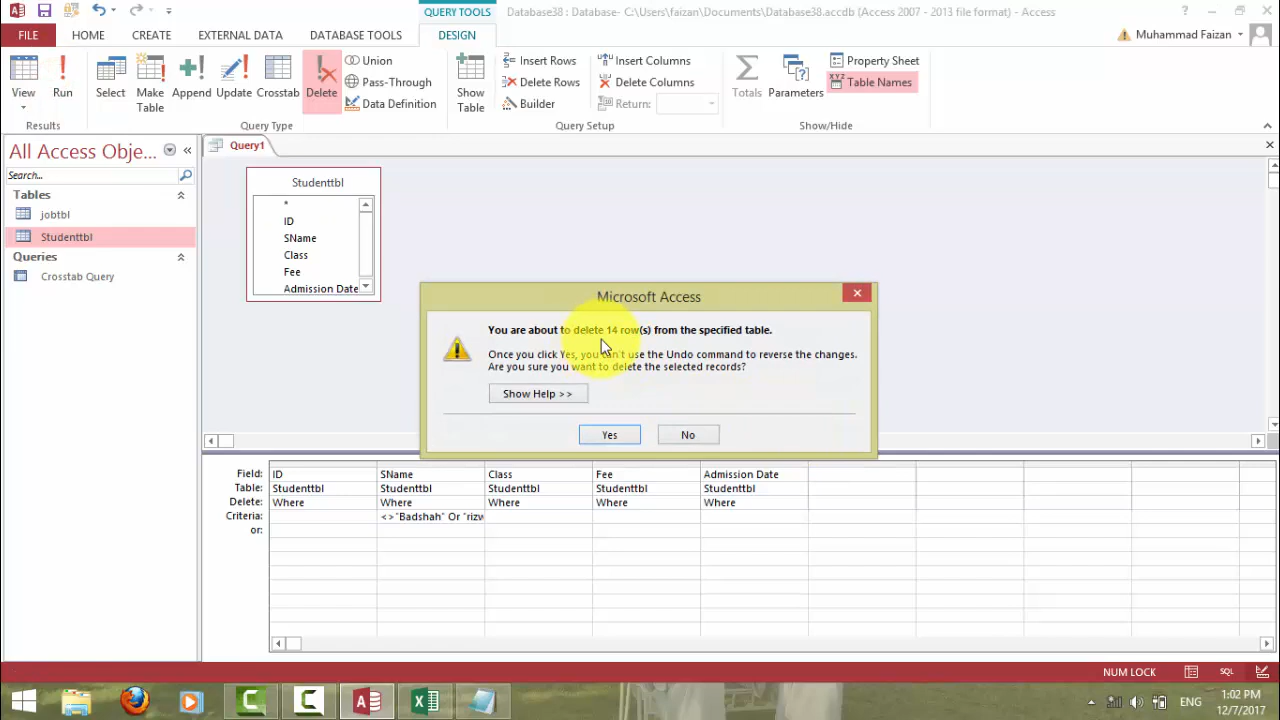 QUERY TOOLS
Database38 : Database- C:\Users\faizan\Documents\Database38.accdb (Access 2007 - 2013 file format) - Access
FILE HOME CREATE EXTERNAL DATA DATABASE TOOLS DESIGN Muhammad Faizan
View Run Select Make Table Append Update Crosstab Delete
Union
Pass-Through
Data Definition
Show Table
Insert Rows
Delete Rows
Builder
Insert Columns
Delete Columns
Return:
Totals Parameters
Property Sheet
Table Names
Results Query Type Query Setup Show/Hide
All Access Obje...
Search...
Tables
jobtbl
Studenttbl
Queries
Crosstab Query
Query1
Studenttbl
*
ID
SName
Class
Fee
Admission Date
Microsoft Access
You are about to delete 14 row(s) from the specified table.
Once you click Yes, you can't use the Undo command to reverse the changes.
Are you sure you want to delete the selected records?
Show Help >>
Yes No
Field: ID SName Class Fee Admission Date
Table: Studenttbl Studenttbl Studenttbl Studenttbl Studenttbl
Delete: Where Where Where Where Where
Criteria: <>"Badshah" Or "rizw
or:
NUM LOCK SQL
ENG
1:02 PM
12/7/2017